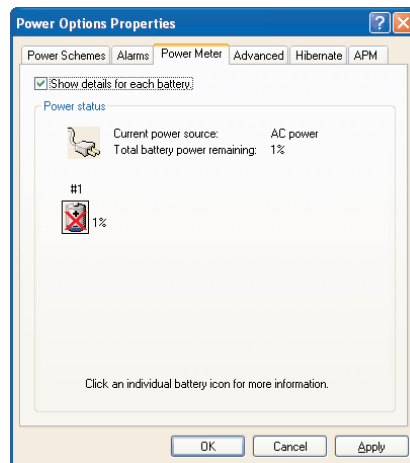 Power Options Properties
Power Schemes Alarms Power Meter Advanced Hibernate APM
Show details for each battery.
Power status
Current power source: AC power
Total battery power remaining: 1%
#1
1%
Click an individual battery icon for more information.
OK Cancel Apply